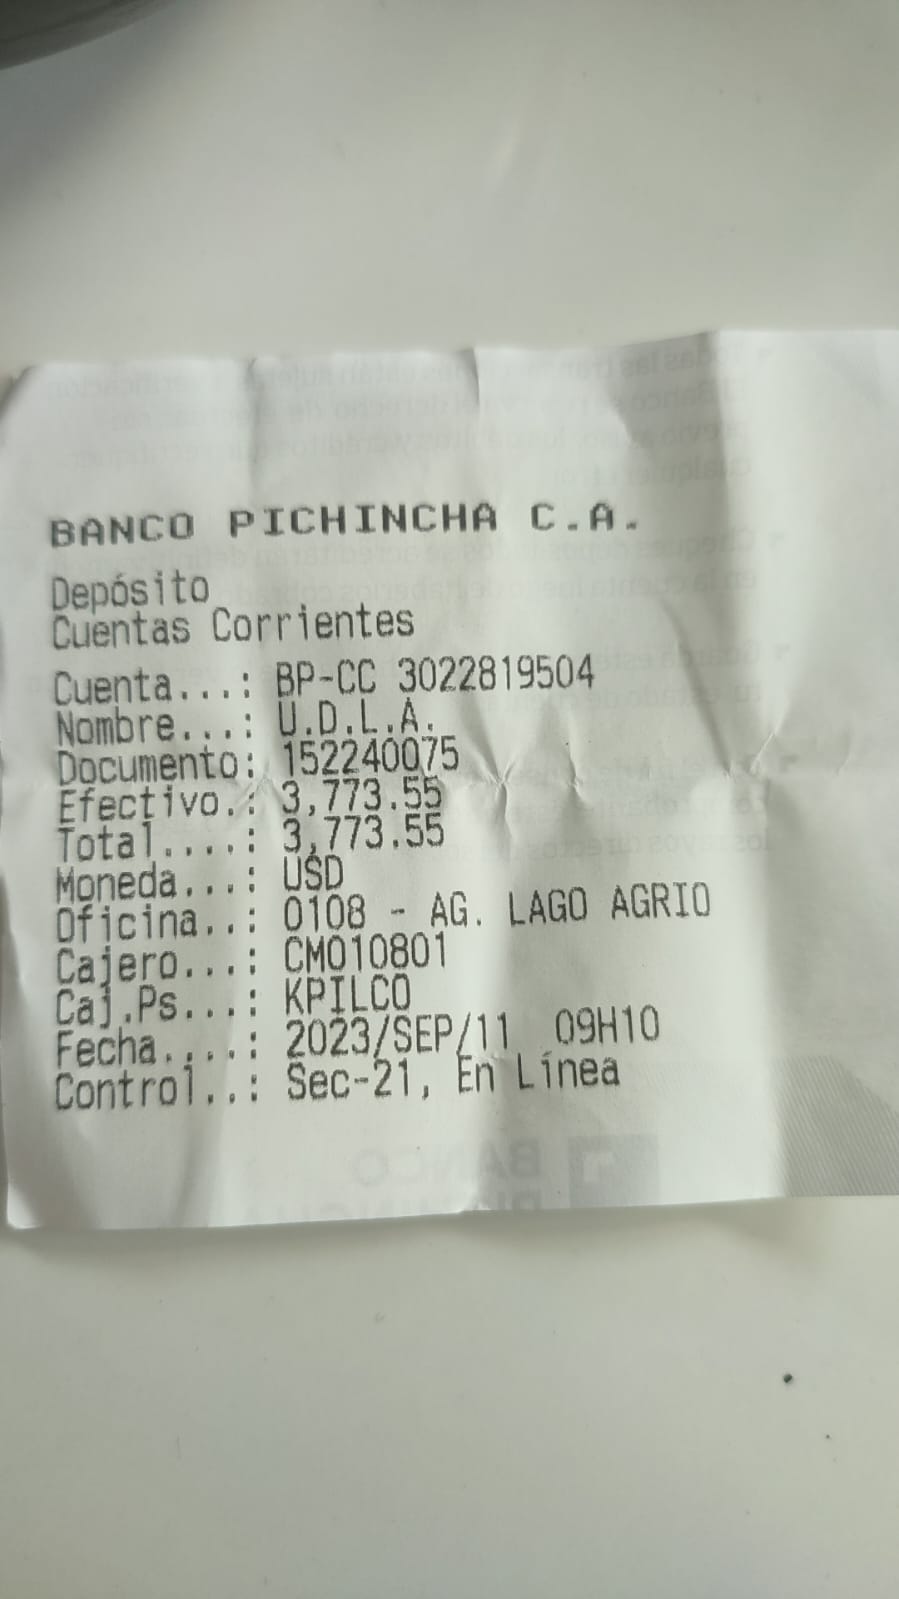 BANCO PICHINCHA C.A.
Depósito
Cuentas Corrientes
Cuenta...: BP-CC 3022819504
Nombre...: U.D.L.A.
Documento: 152240075
Efectivo.: 3,773.55
Total....: 3,773.55
Moneda...: USD
Oficina..: 0108 - AG. LAGO AGRIO
Cajero...: CM010801
Caj.Ps...: KPILCO
Fecha....: 2023/SEP/11 09H10
Control..: Sec-21, En Línea
BANCO